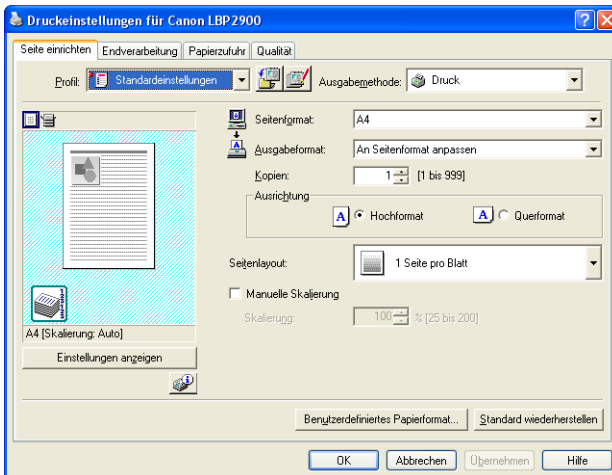 Druckeinstellungen für Canon LBP2900
Seite einrichten Endverarbeitung Papierzufuhr Qualität
Profil: Standardeinstellungen Ausgabemethode: Druck
Seitenformat: A4
Ausgabeformat: An Seitenformat anpassen
Kopien: 1 [1 bis 999]
Ausrichtung
A Hochformat A Querformat
Seitenlayout: 1 Seite pro Blatt
Manuelle Skalierung
Skalierung: 100 % [25 bis 200]
A4 [Skalierung: Auto]
Einstellungen anzeigen
Benutzerdefiniertes Papierformat... Standard wiederherstellen
OK Abbrechen Übernehmen Hilfe